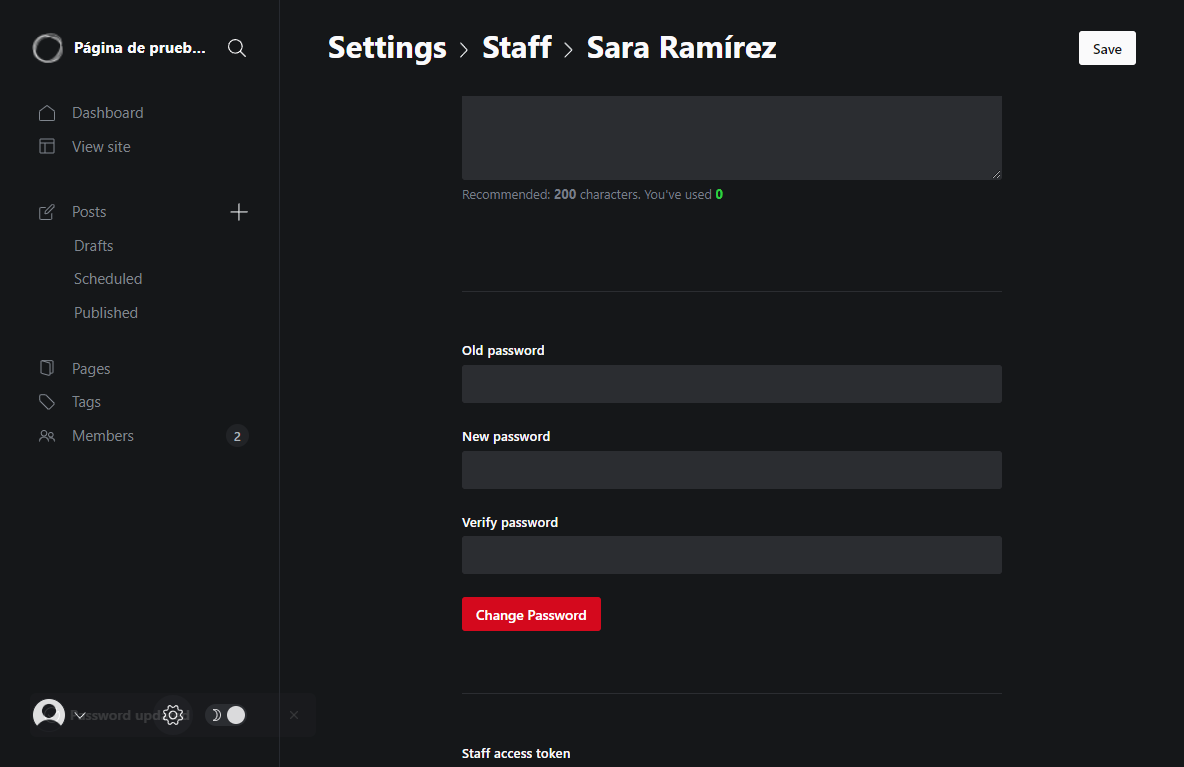 Página de prueb...
Settings > Staff > Sara Ramírez
Save
Dashboard
View site
Posts
Drafts
Scheduled
Published
Pages
Tags
Members 2
Recommended: 200 characters. You've used 0
Old password
New password
Verify password
Change Password
Staff access token
Password updated